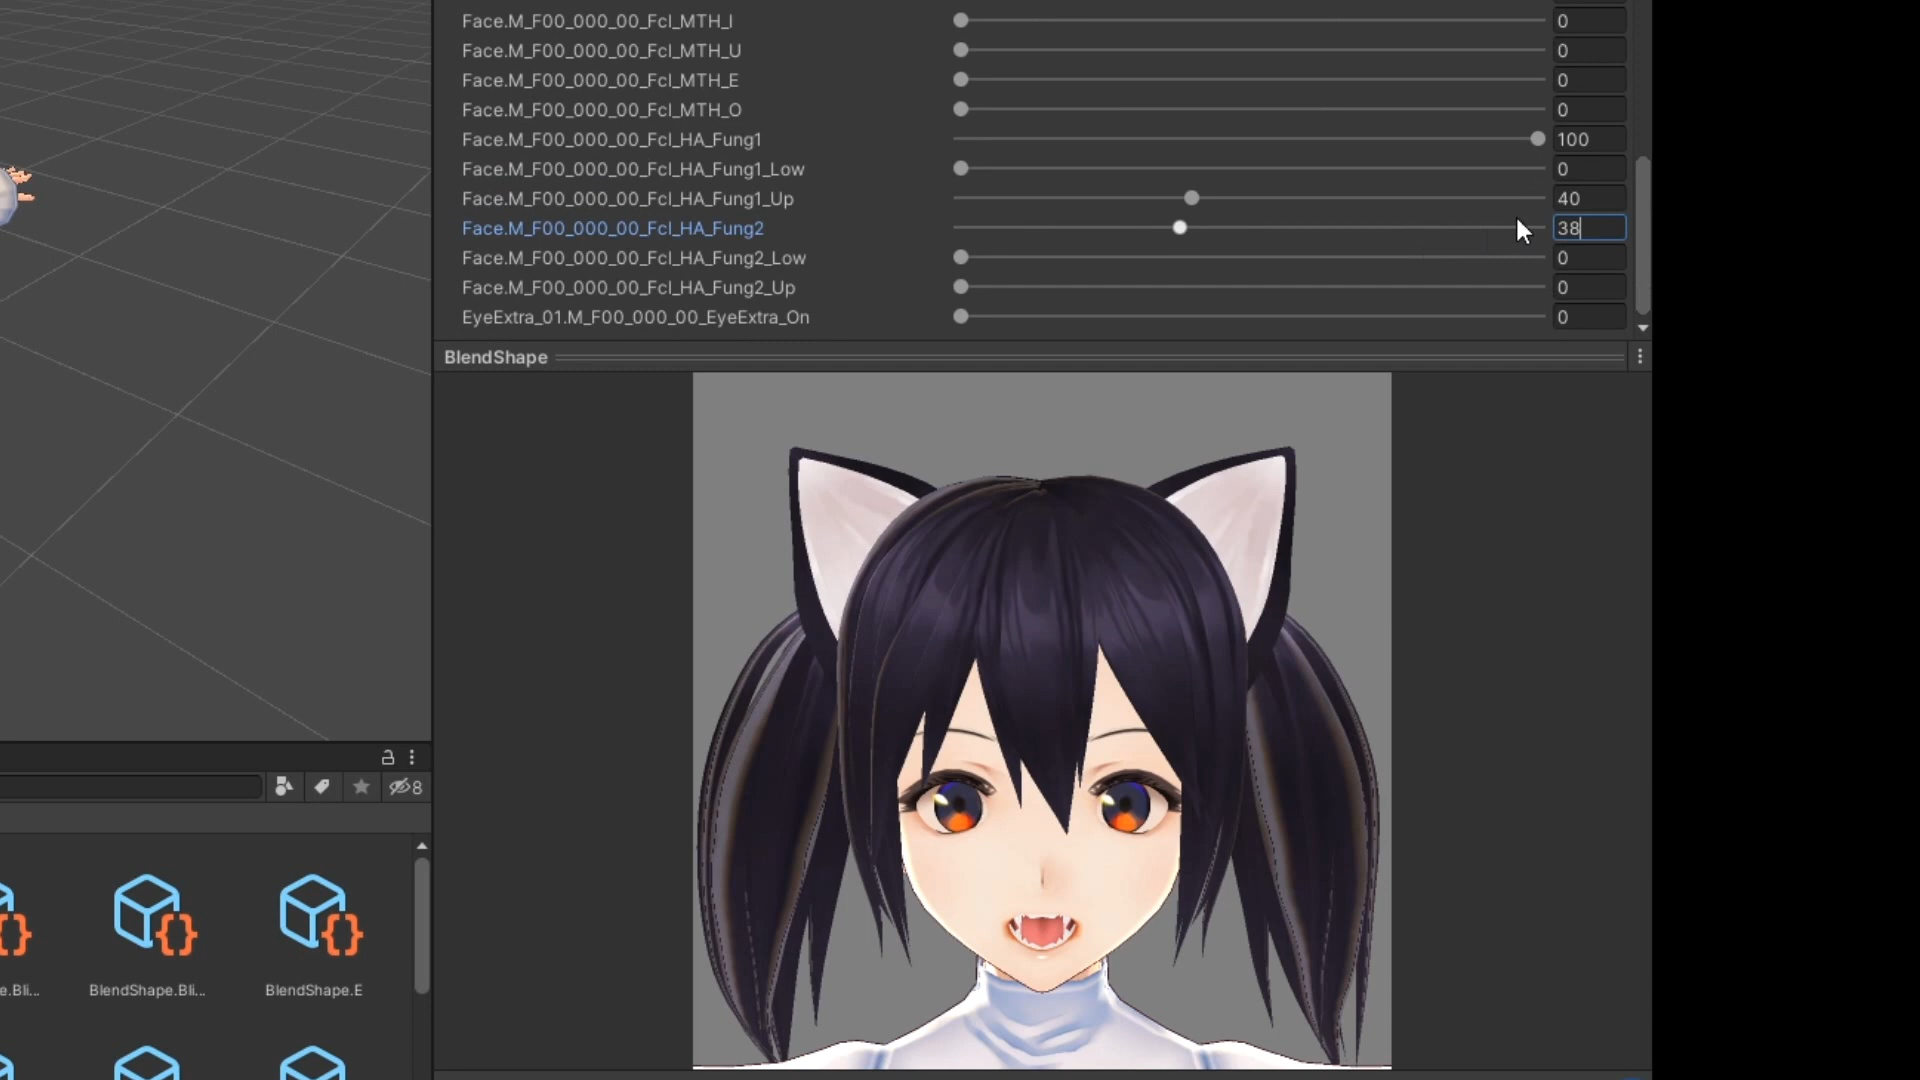 Face.M_F00_000_00_Fcl_MTH_I 0
Face.M_F00_000_00_Fcl_MTH_U 0
Face.M_F00_000_00_Fcl_MTH_E 0
Face.M_F00_000_00_Fcl_MTH_O 0
Face.M_F00_000_00_Fcl_HA_Fung1 100
Face.M_F00_000_00_Fcl_HA_Fung1_Low 0
Face.M_F00_000_00_Fcl_HA_Fung1_Up 40
Face.M_F00_000_00_Fcl_HA_Fung2 38
Face.M_F00_000_00_Fcl_HA_Fung2_Low 0
Face.M_F00_000_00_Fcl_HA_Fung2_Up 0
EyeExtra_01.M_F00_000_00_EyeExtra_On 0
BlendShape
8
e.Bli...
BlendShape.Bli...
BlendShape.E